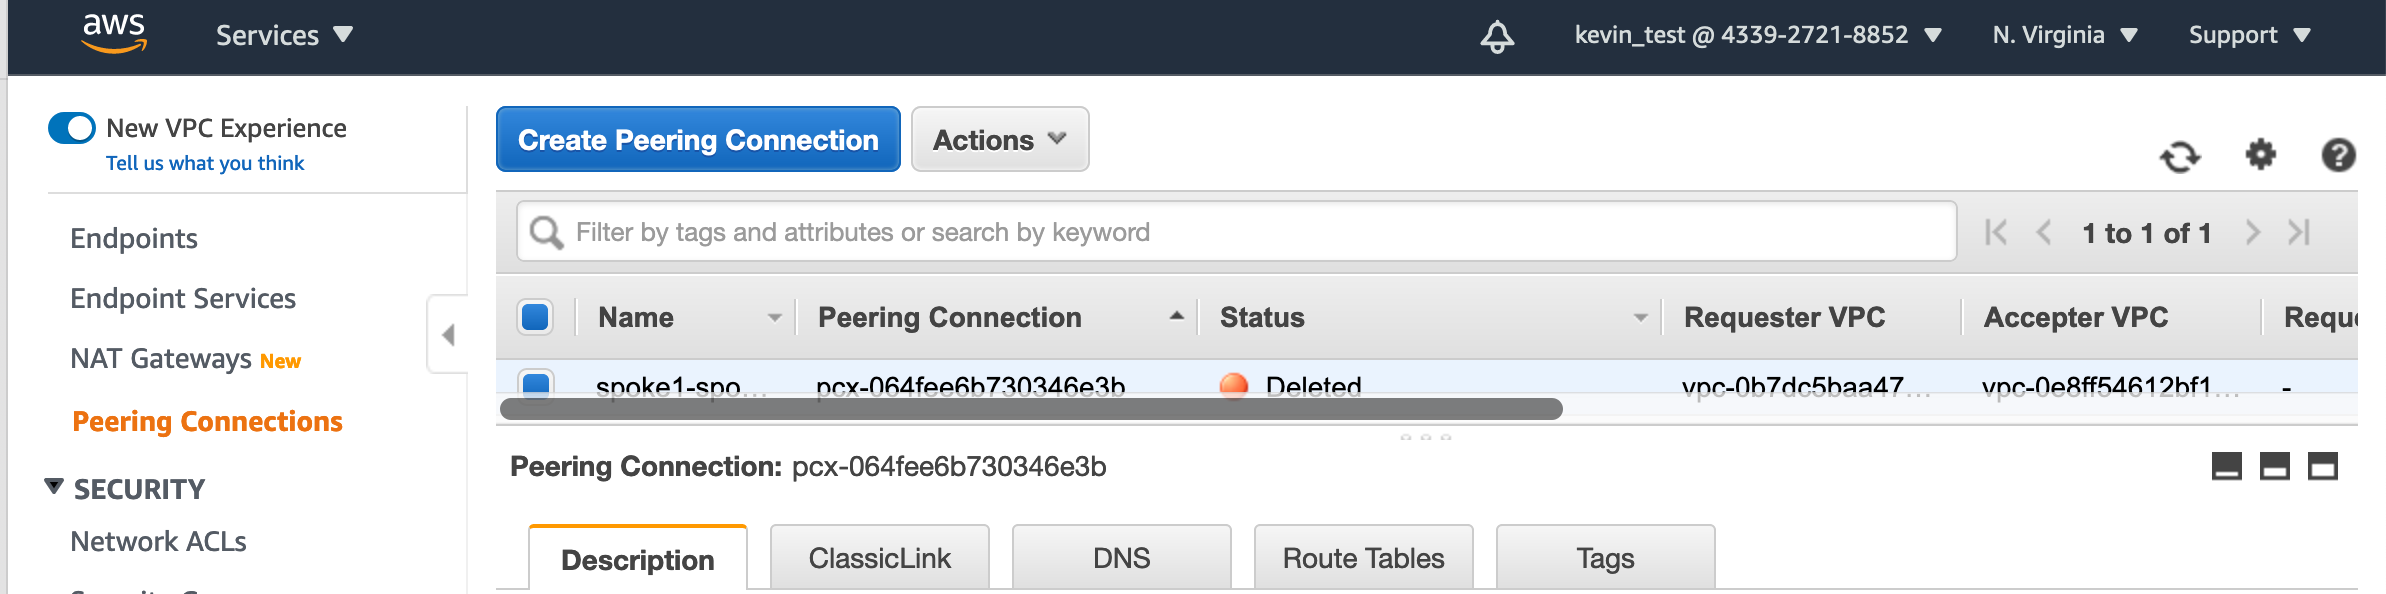 aws Services kevin_test @ 4339-2721-8852 N. Virginia Support
New VPC Experience
Tell us what you think
Endpoints
Endpoint Services
NAT Gateways New
Peering Connections
SECURITY
Network ACLs
Create Peering Connection Actions
Filter by tags and attributes or search by keyword 1 to 1 of 1
Name Peering Connection Status Requester VPC Accepter VPC Reque
spoke1-spo... pcx-064fee6b730346e3b Deleted vpc-0b7dc5baa47... vpc-0e8ff54612bf1... -
Peering Connection: pcx-064fee6b730346e3b
Description ClassicLink DNS Route Tables Tags